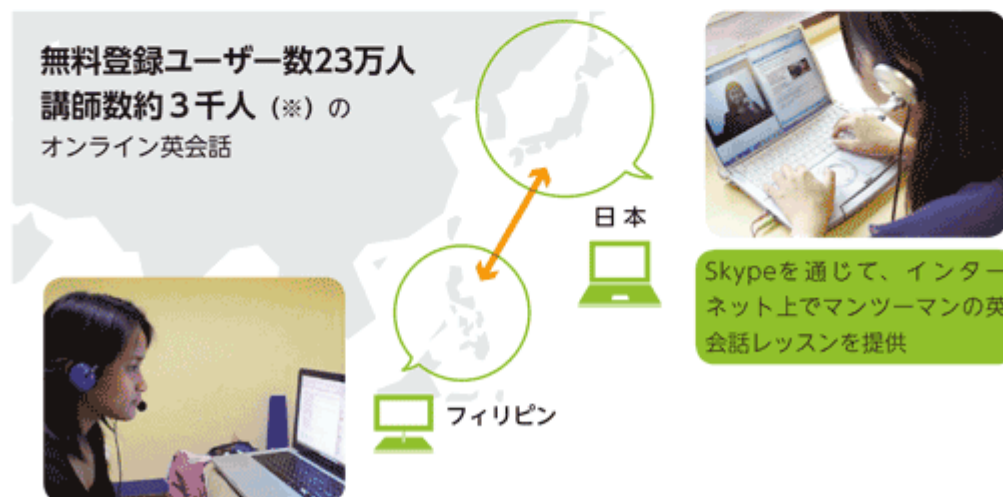 無料登録ユーザー数23万人
講師数約３千人（※）の
オンライン英会話
日本
フィリピン
Skypeを通じて、インター
ネット上でマンツーマンの英
会話レッスンを提供